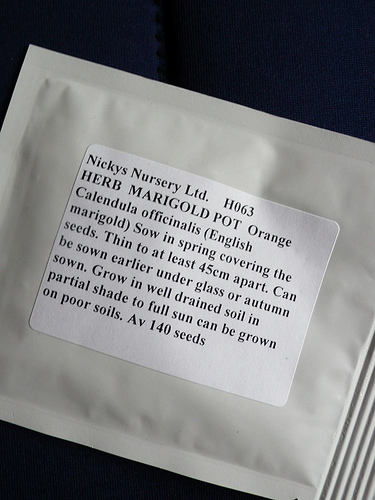 Nickys Nursery Ltd. H063
HERB MARIGOLD POT Orange
Calendula officinalis (English
marigold) Sow in spring covering the
seeds. Thin to at least 45cm apart. Can
be sown earlier under glass or autumn
sown. Grow in well drained soil in
partial shade to full sun can be grown
on poor soils. Av 140 seeds